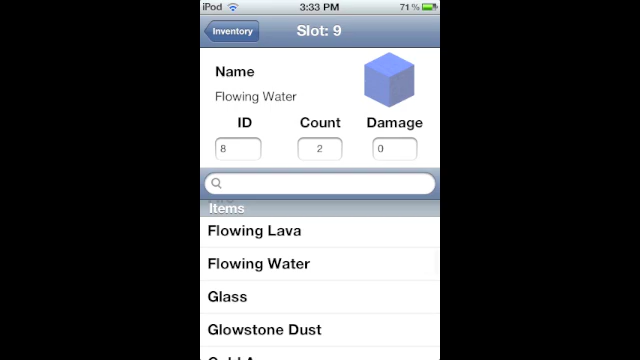 iPod 3:33 PM 71%
Inventory Slot: 9
Name
Flowing Water
ID Count Damage
8 2 0
Items
Flowing Lava
Flowing Water
Glass
Glowstone Dust